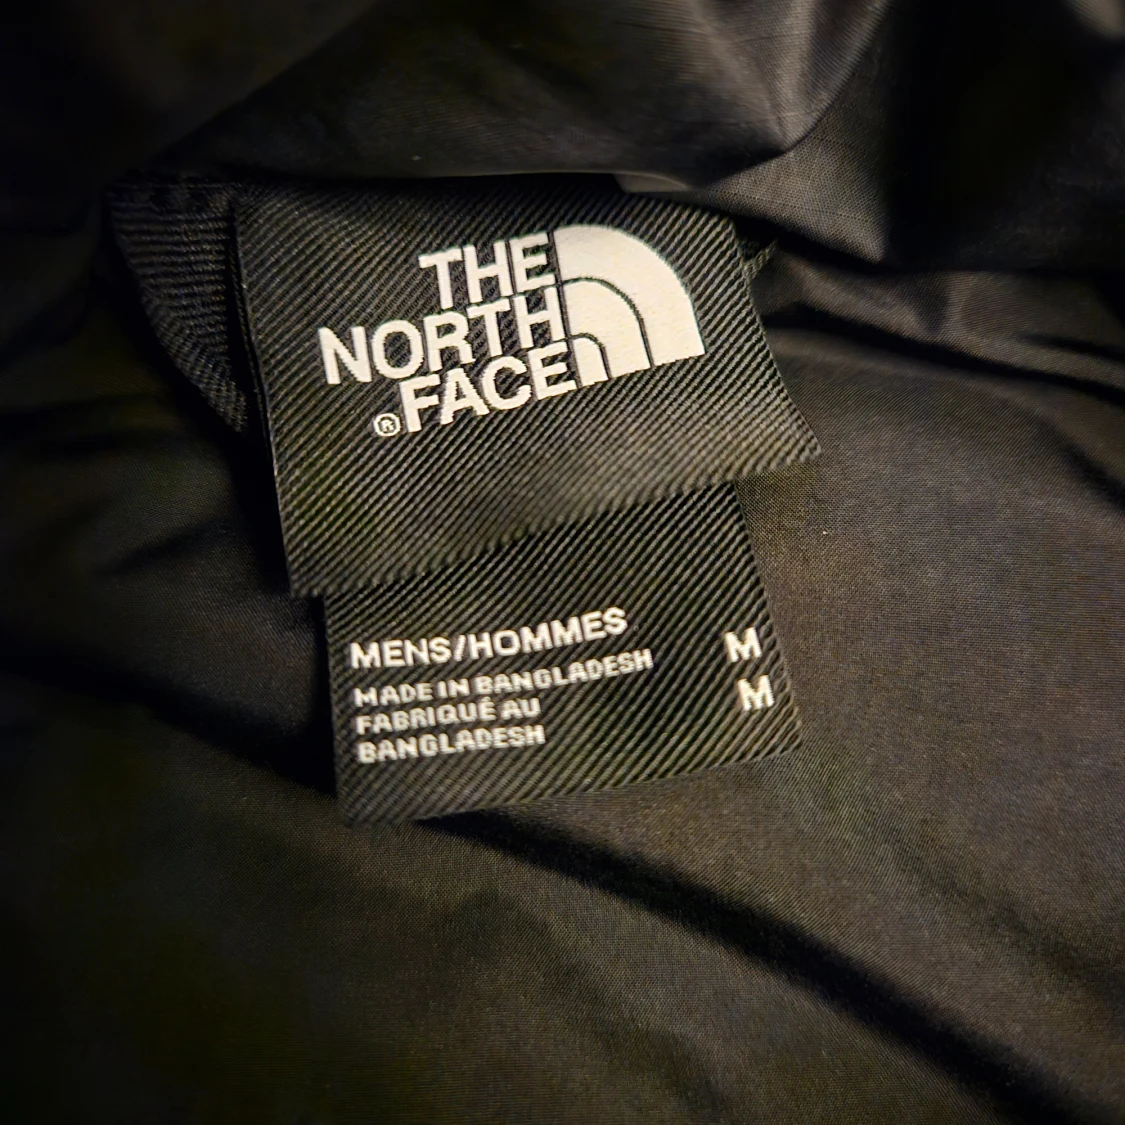 THE
NORTH
®FACE
MENS/HOMMES M
MADE IN BANGLADESH M
FABRIQUÉ AU
BANGLADESH